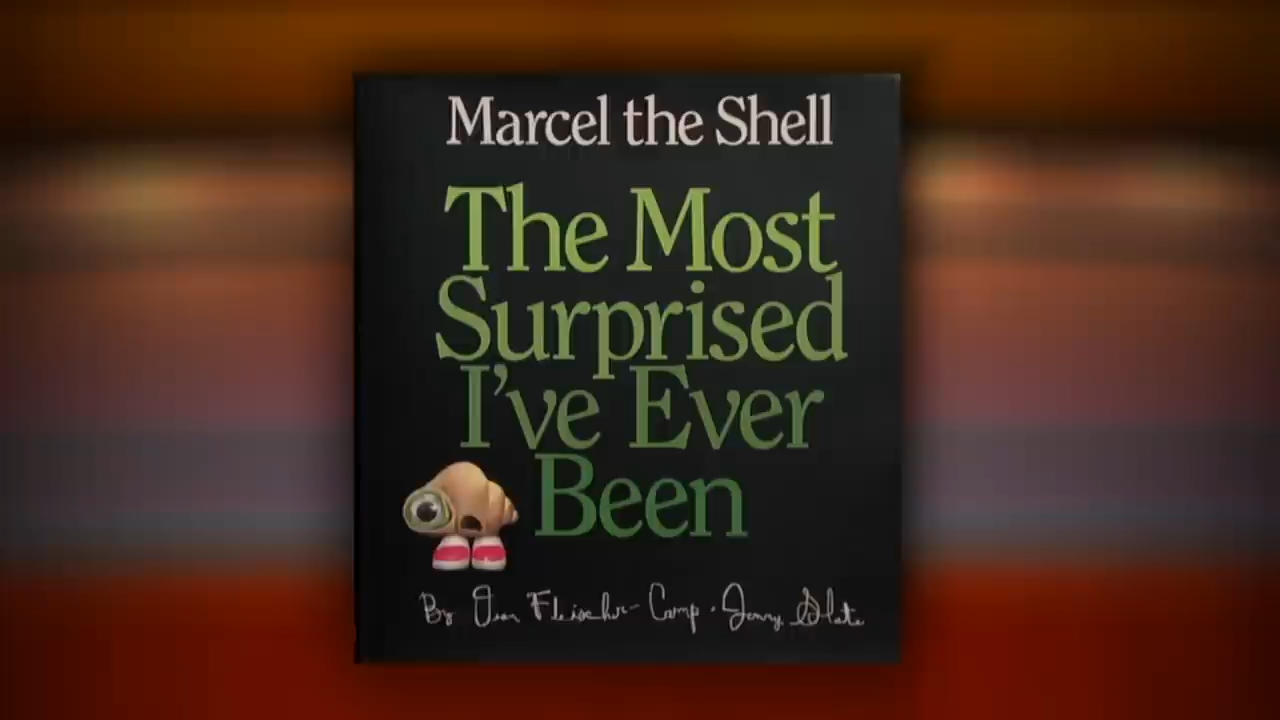 Marcel the Shell
The Most
Surprised
I've Ever
Been
By Dean Fleischer-Camp · Jenny Slate